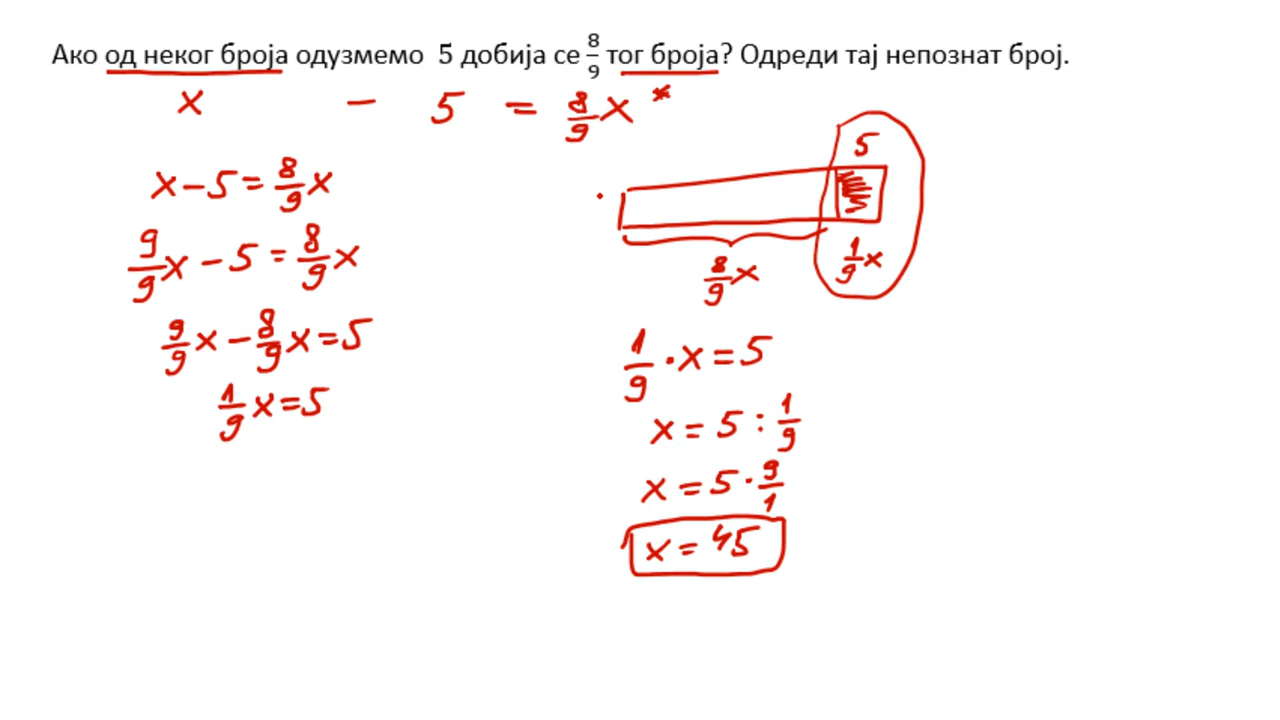 Ако од неког броја одузмемо 5 добија се 8/9 тог броја? Одреди тај непознат број.
x - 5 = 8/9 x *
x - 5 = 8/9 x
9/9 x - 5 = 8/9 x
9/9 x - 8/9 x = 5
1/9 x = 5
5
8/9 x
1/9 x
1/9 · x = 5
x = 5 : 1/9
x = 5 · 9/1
x = 45